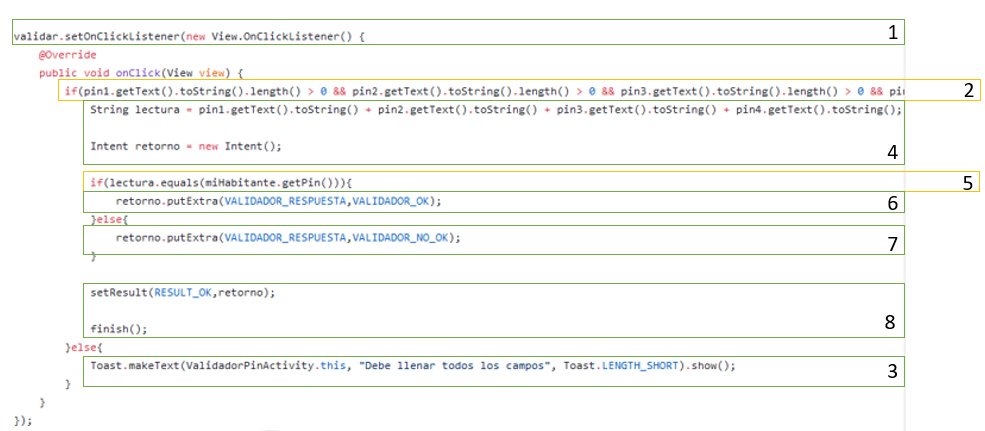 validar.setOnClickListener(new View.OnClickListener() { 1
@Override
public void onClick(View view) {
if(pin1.getText().toString().length() > 0 && pin2.getText().toString().length() > 0 && pin3.getText().toString().length() > 0 && pi 2
String lectura = pin1.getText().toString() + pin2.getText().toString() + pin3.getText().toString() + pin4.getText().toString();
Intent retorno = new Intent(); 4
if(lectura.equals(miHabitante.getPin())){ 5
retorno.putExtra(VALIDADOR_RESPUESTA,VALIDADOR_OK); 6
}else{
retorno.putExtra(VALIDADOR_RESPUESTA,VALIDADOR_NO_OK); 7
}
setResult(RESULT_OK,retorno);
finish(); 8
}else{
Toast.makeText(ValidadorPinActivity.this, "Debe llenar todos los campos", Toast.LENGTH_SHORT).show(); 3
}
}
});